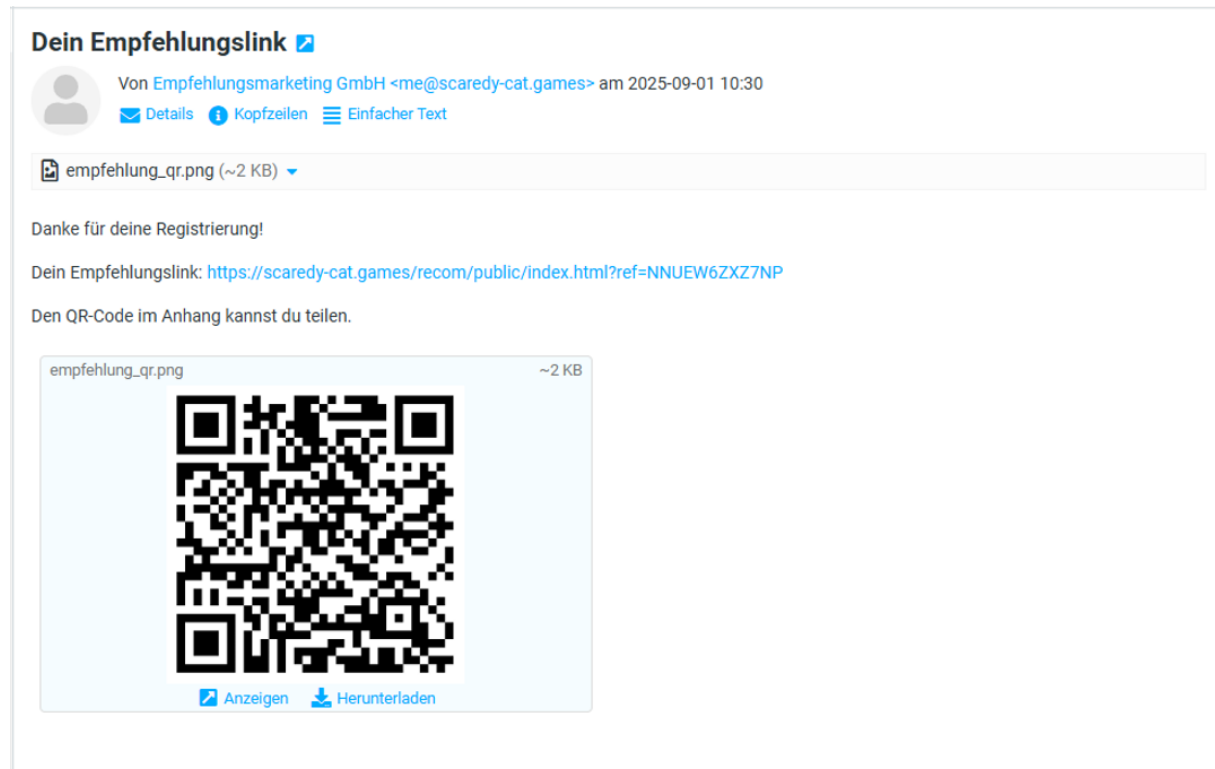 Dein Empfehlungslink
Von Empfehlungsmarketing GmbH <me@scaredy-cat.games> am 2025-09-01 10:30
Details Kopfzeilen Einfacher Text
empfehlung_qr.png (~2 KB)
Danke für deine Registrierung!
Dein Empfehlungslink: https://scaredy-cat.games/recom/public/index.html?ref=NNUEW6ZXZ7NP
Den QR-Code im Anhang kannst du teilen.
empfehlung_qr.png ~2 KB
Anzeigen Herunterladen